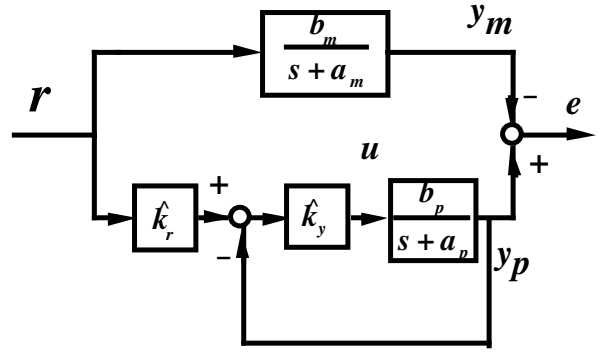 y_m
b_m
s + a_m
−
e
r
u
+
+
k̂_r
k̂_y
b_p
s + a_p
−
y_p